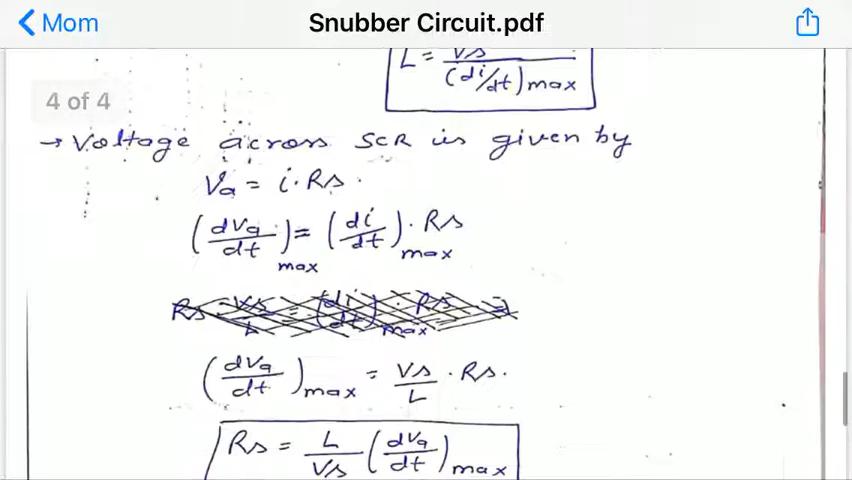 Mom
Snubber Circuit.pdf
4 of 4
L = Vs / (di/dt)max
→ Voltage across SCR is given by
Va = i.Rs.
(dVa/dt)max = (di/dt)max . Rs
(dVa/dt)max = Vs/L . Rs.
Rs = L/Vs (dVa/dt)max